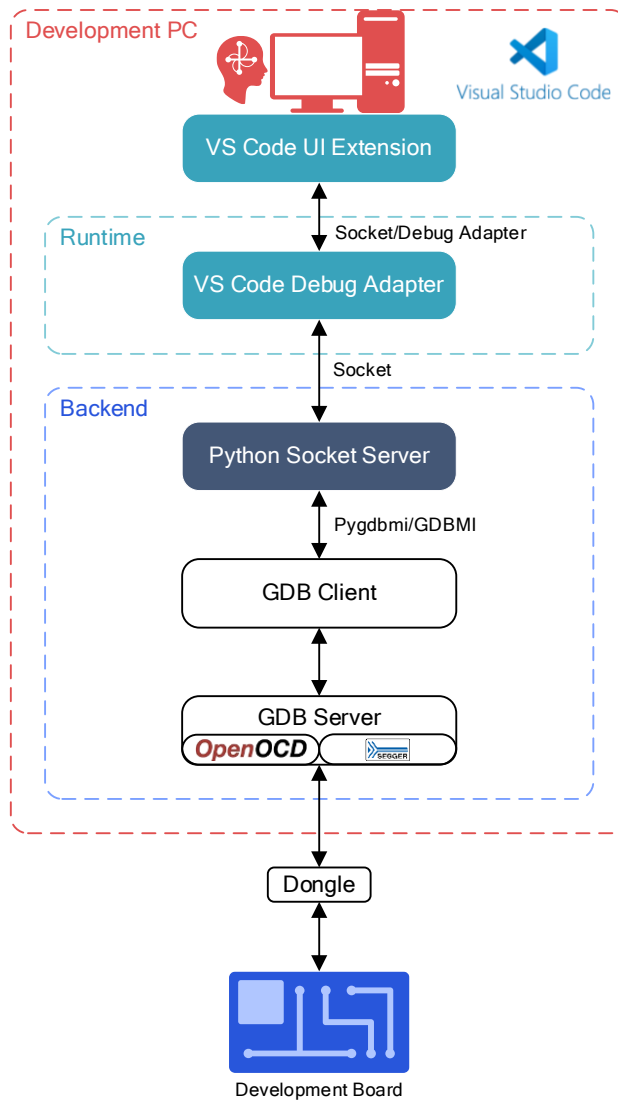 Development PC
Visual Studio Code
VS Code UI Extension
Socket/Debug Adapter
Runtime
VS Code Debug Adapter
Socket
Backend
Python Socket Server
Pygdbmi/GDBMI
GDB Client
GDB Server
OpenOCD
SEGGER
Dongle
Development Board